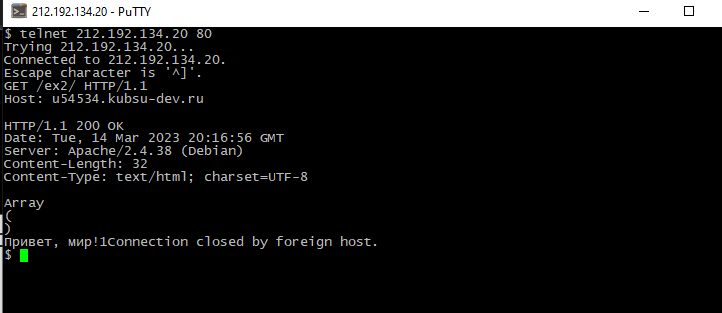 212.192.134.20 - PuTTY
$ telnet 212.192.134.20 80
Trying 212.192.134.20...
Connected to 212.192.134.20.
Escape character is '^]'.
GET /ex2/ HTTP/1.1
Host: u54534.kubsu-dev.ru

HTTP/1.1 200 OK
Date: Tue, 14 Mar 2023 20:16:56 GMT
Server: Apache/2.4.38 (Debian)
Content-Length: 32
Content-Type: text/html; charset=UTF-8

Array
(
)
Привет, мир!1Connection closed by foreign host.
$